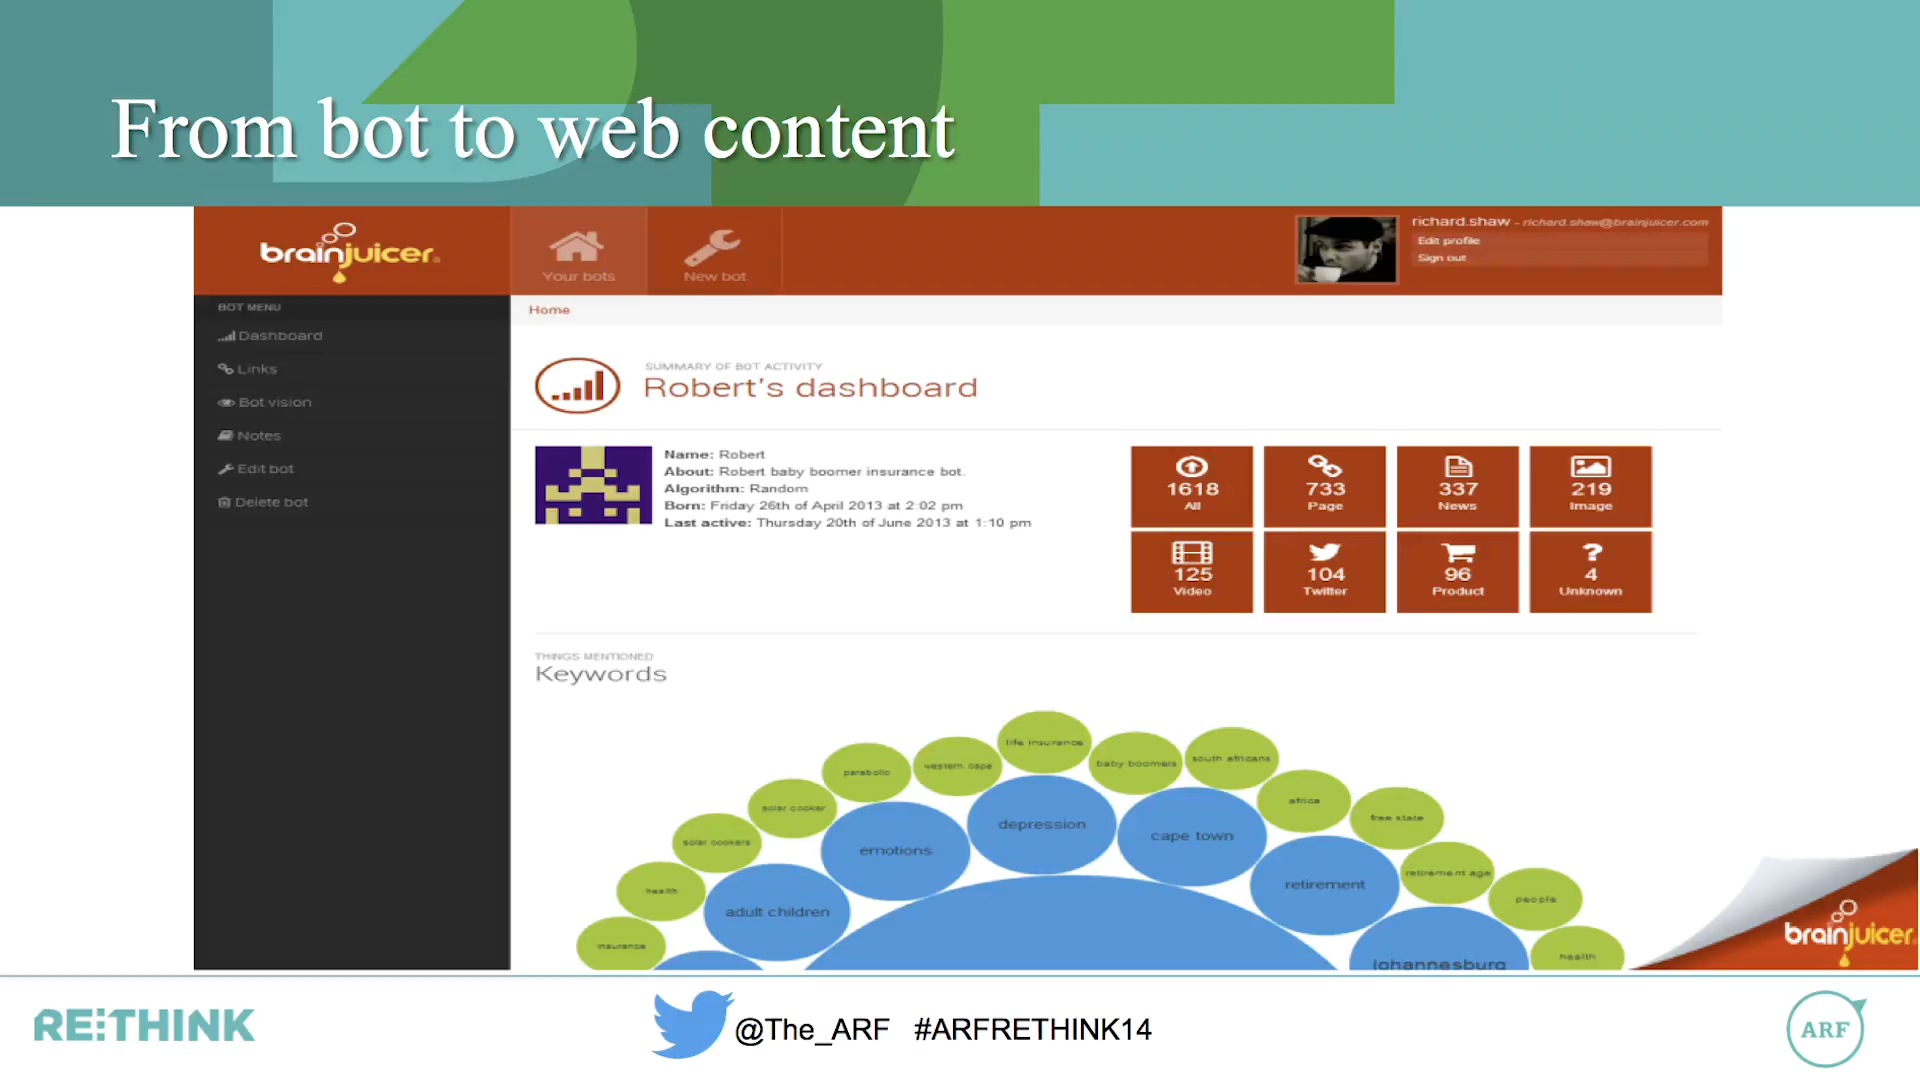 From bot to web content
brainjuicer
Your bots
New bot
richard.shaw - richard.shaw@brainjuicer.com
Edit profile
Sign out
BOT MENU
Dashboard
Links
Bot vision
Notes
Edit bot
Delete bot
Home
SUMMARY OF BOT ACTIVITY
Robert's dashboard
Name: Robert
About: Robert baby boomer insurance bot.
Algorithm: Random
Born: Friday 26th of April 2013 at 2:02 pm
Last active: Thursday 20th of June 2013 at 1:10 pm
1618
All
733
Page
337
News
219
Image
125
Video
104
Twitter
96
Product
?
4
Unknown
THINGS MENTIONED
Keywords
life insurance
western cape
baby boomers
south africans
parabolic
solar cooker
africa
free state
depression
cape town
emotions
solar cookers
retirement
retirement age
health
people
adult children
insurance
johannesburg
health
brainjuicer
RE:THINK
@The_ARF #ARFRETHINK14
ARF